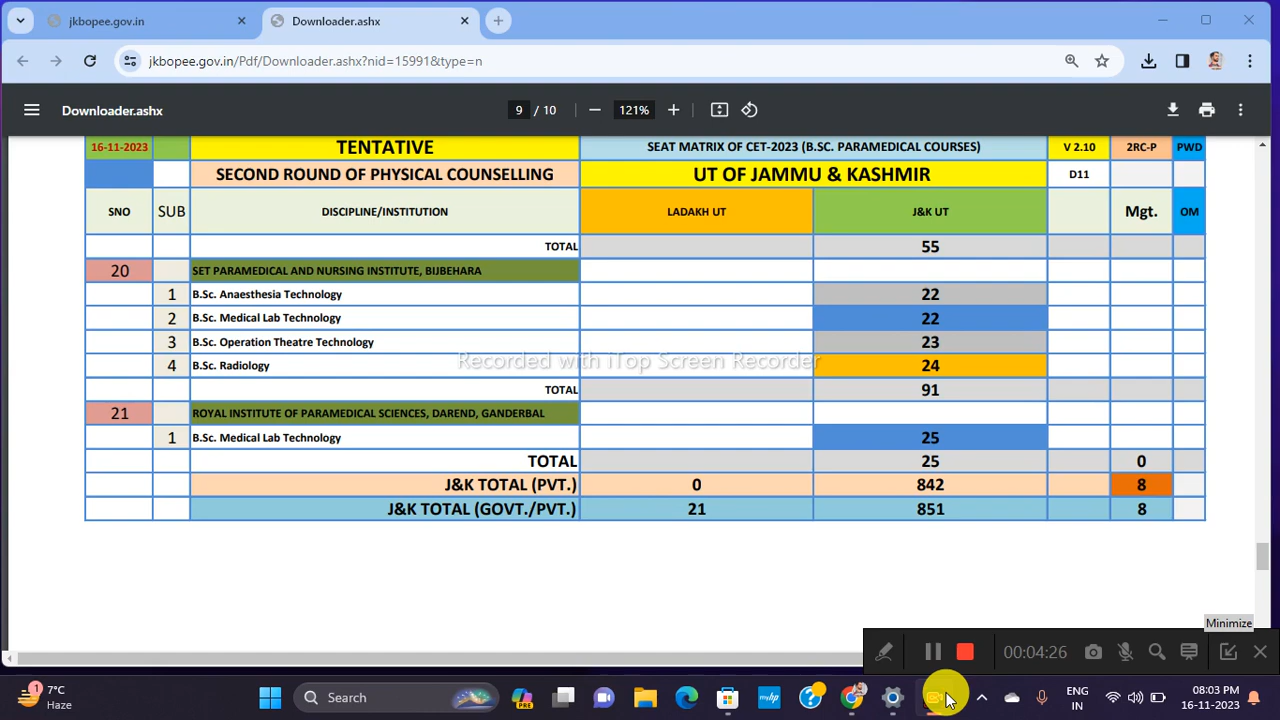 jkbopee.gov.in
Downloader.ashx
jkbopee.gov.in/Pdf/Downloader.ashx?nid=15991&type=n
Downloader.ashx 9 / 10 121%
16-11-2023 TENTATIVE SEAT MATRIX OF CET-2023 (B.SC. PARAMEDICAL COURSES) V 2.10 2RC-P PWD
SECOND ROUND OF PHYSICAL COUNSELLING UT OF JAMMU & KASHMIR D11
SNO SUB DISCIPLINE/INSTITUTION LADAKH UT J&K UT Mgt. OM
TOTAL 55
20 SET PARAMEDICAL AND NURSING INSTITUTE, BIJBEHARA
1 B.Sc. Anaesthesia Technology 22
2 B.Sc. Medical Lab Technology 22
3 B.Sc. Operation Theatre Technology 23
Recorded with iTop Screen Recorder
4 B.Sc. Radiology 24
TOTAL 91
21 ROYAL INSTITUTE OF PARAMEDICAL SCIENCES, DAREND, GANDERBAL
1 B.Sc. Medical Lab Technology 25
TOTAL 25 0
J&K TOTAL (PVT.) 0 842 8
J&K TOTAL (GOVT./PVT.) 21 851 8
Minimize
00:04:26
1 7°C
Haze
Search
PRE
ENG
IN
08:03 PM
16-11-2023